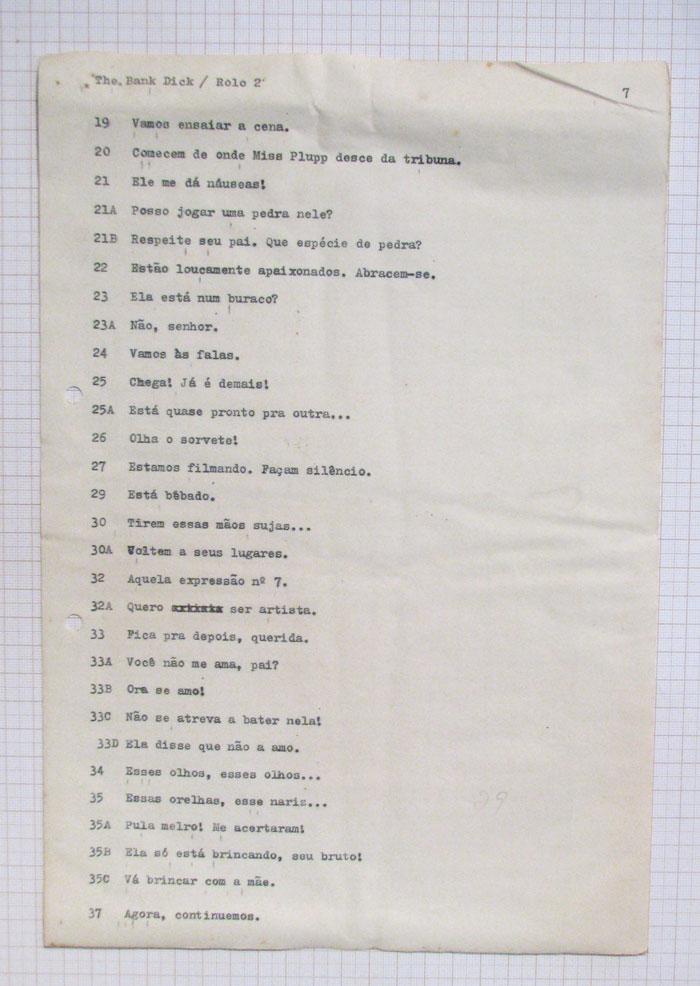 The Bank Dick / Rolo 2
7
19 Vamos ensaiar a cena.
20 Comecem de onde Miss Plupp desce da tribuna.
21 Ele me dá náuseas!
21A Posso jogar uma pedra nele?
21B Respeite seu pai. Que espécie de pedra?
22 Estão loucamente apaixonados. Abracem-se.
23 Ela está num buraco?
23A Não, senhor.
24 Vamos às falas.
25 Chega! Já é demais!
25A Está quase pronto pra outra...
26 Olha o sorvete!
27 Estamos filmando. Façam silêncio.
29 Está bêbado.
30 Tirem essas mãos sujas...
30A Voltem a seus lugares.
32 Aquela expressão nº 7.
32A Quero ser artista.
33 Fica pra depois, querida.
33A Você não me ama, pai?
33B Ora se amo!
33C Não se atreva a bater nela!
33D Ela disse que não a amo.
34 Esses olhos, esses olhos...
35 Essas orelhas, esse nariz...
35A Pula melro! Me acertaram!
35B Ela só está brincando, seu bruto!
35C Vá brincar com a mãe.
37 Agora, continuemos.